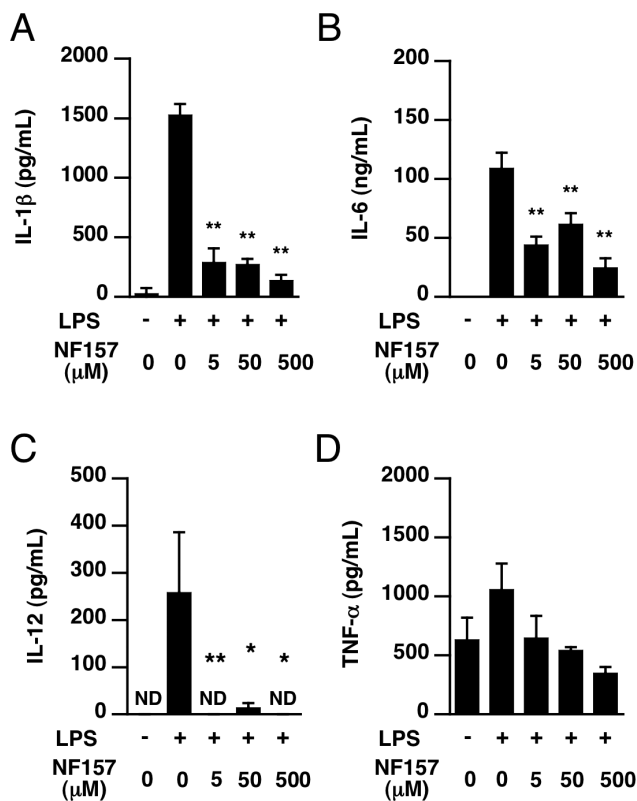 A
2000
1500
1000
500
0
IL-1β (pg/mL)
** ** **
LPS - + + + +
NF157 (μM) 0 0 5 50 500
B
200
150
100
50
0
IL-6 (ng/mL)
** ** **
LPS - + + + +
NF157 (μM) 0 0 5 50 500
C
500
400
300
200
100
0
IL-12 (pg/mL)
** * *
ND ND ND
LPS - + + + +
NF157 (μM) 0 0 5 50 500
D
2000
1500
1000
500
0
TNF-α (pg/mL)
LPS - + + + +
NF157 (μM) 0 0 5 50 500